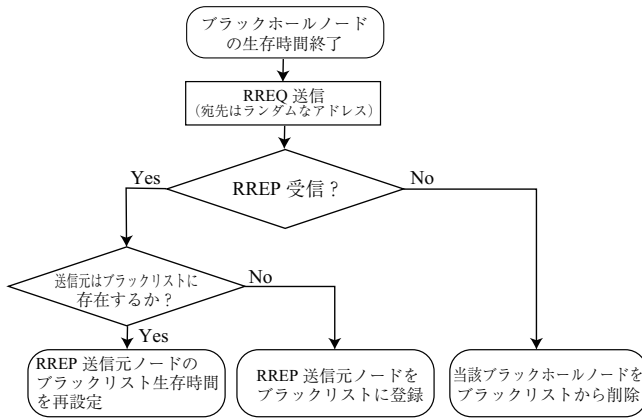 ブラックホールノード
の生存時間終了
RREQ 送信
(宛先はランダムなアドレス)
Yes
RREP 受信？
No
送信元はブラックリストに
存在するか？
No
Yes
RREP 送信元ノードの
ブラックリスト生存時間
を再設定
RREP 送信元ノードを
ブラックリストに登録
当該ブラックホールノードを
ブラックリストから削除